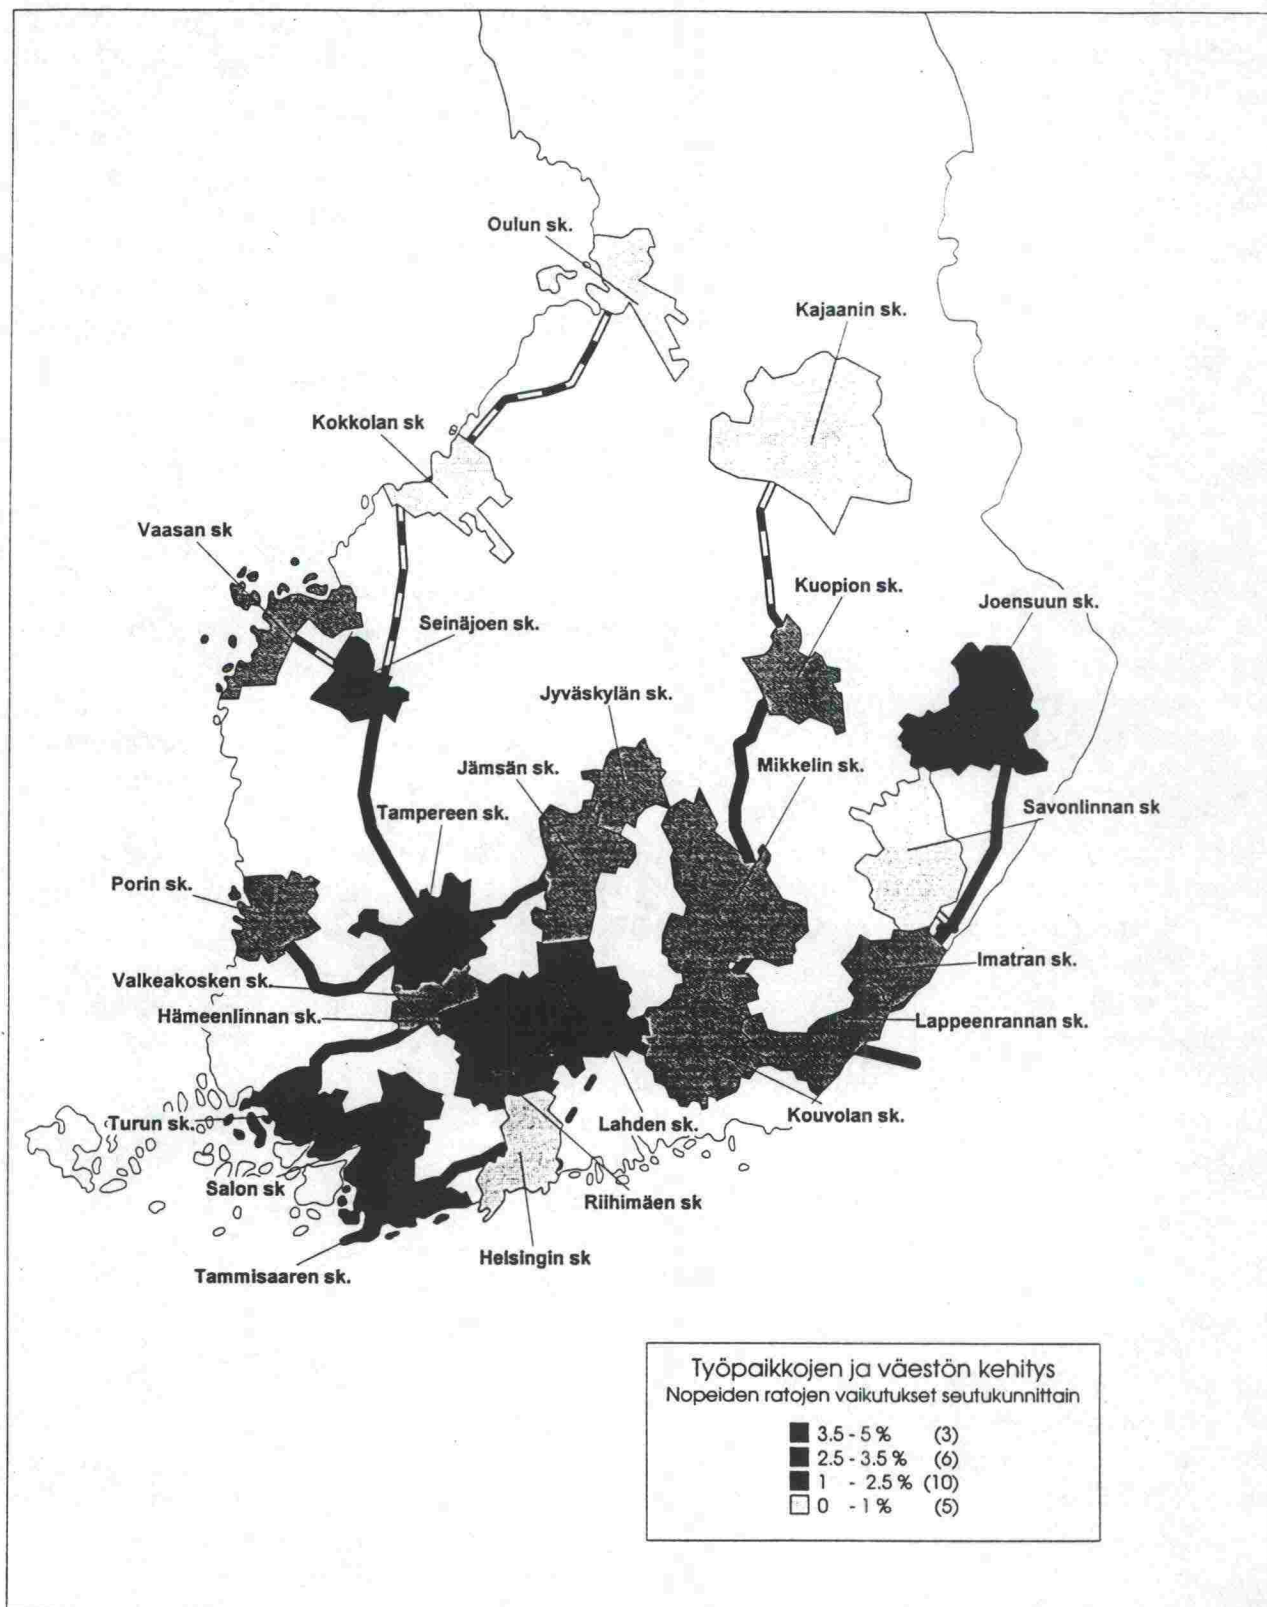 Oulun sk.
Kajaanin sk.
Kokkolan sk
Vaasan sk
Kuopion sk.
Joensuun sk.
Seinäjoen sk.
Jyväskylän sk.
Jämsän sk.
Mikkelin sk.
Tampereen sk.
Savonlinnan sk
Porin sk.
Imatran sk.
Valkeakosken sk.
Hämeenlinnan sk.
Lappeenrannan sk.
Turun sk.
Lahden sk.
Kouvolan sk.
Salon sk
Riihimäen sk
Helsingin sk
Tammisaaren sk.
Työpaikkojen ja väestön kehitys
Nopeiden ratojen vaikutukset seutukunnittain
3.5 - 5 % (3)
2.5 - 3.5 % (6)
1 - 2.5 % (10)
0 - 1 % (5)